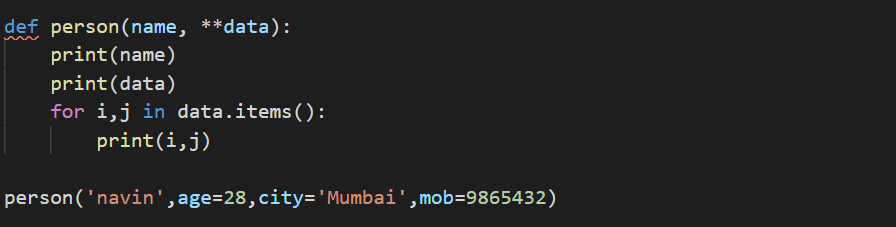 def person(name, **data):
    print(name)
    print(data)
    for i,j in data.items():
        print(i,j)

person('navin',age=28,city='Mumbai',mob=9865432)